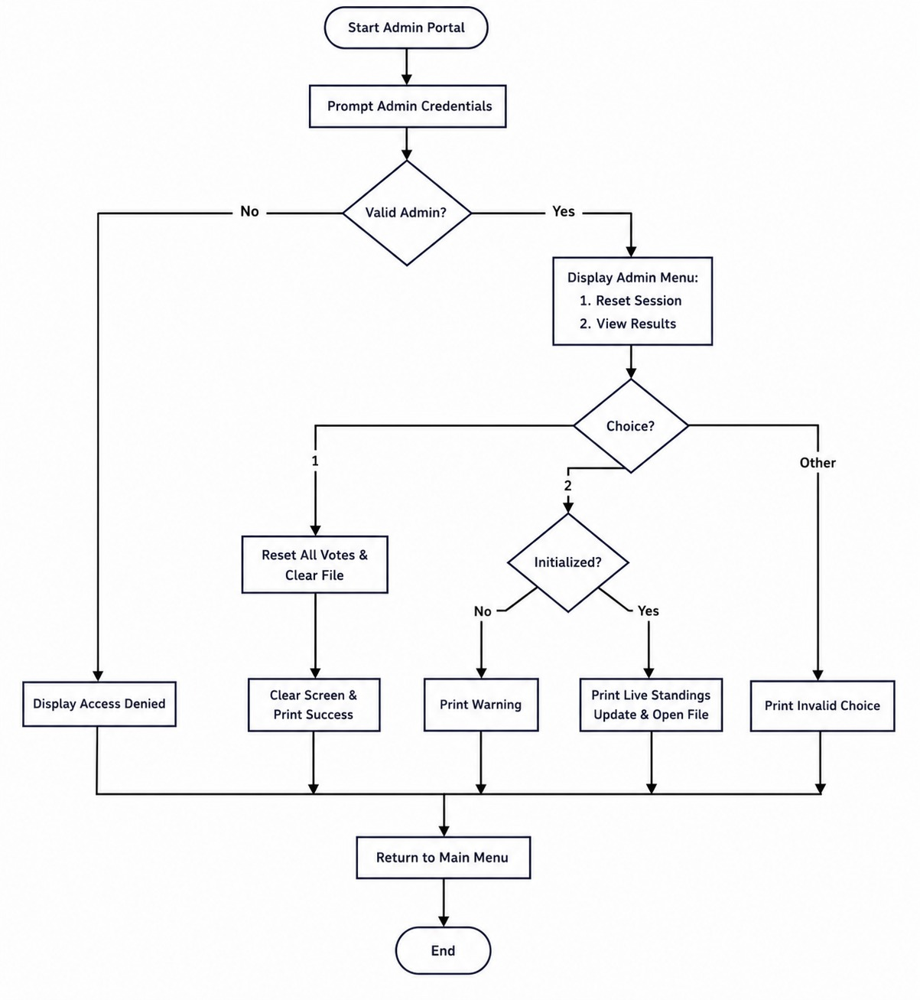 Start Admin Portal
Prompt Admin Credentials
Valid Admin?
No
Yes
Display Admin Menu:
1. Reset Session
2. View Results
Choice?
1
2
Other
Reset All Votes &
Clear File
Initialized?
No
Yes
Display Access Denied
Clear Screen &
Print Success
Print Warning
Print Live Standings
Update & Open File
Print Invalid Choice
Return to Main Menu
End